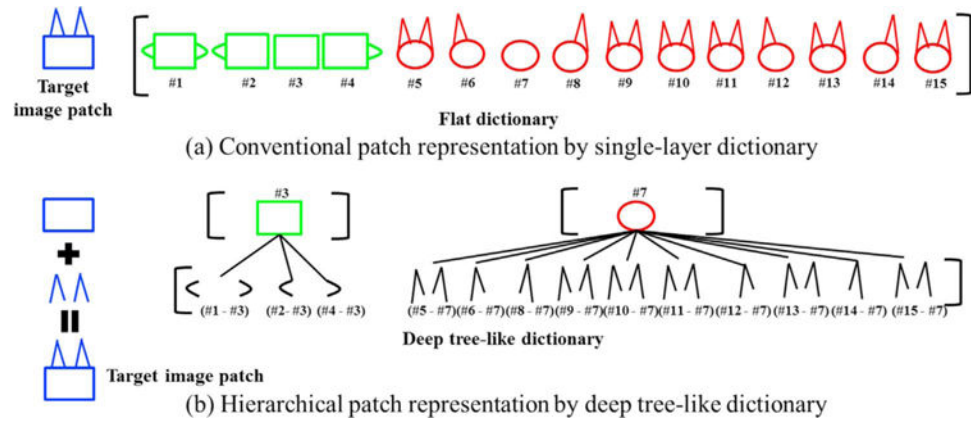 Target
image patch
#1 #2 #3 #4 #5 #6 #7 #8 #9 #10 #11 #12 #13 #14 #15
Flat dictionary
(a) Conventional patch representation by single-layer dictionary
#3 #7
(#1 - #3) (#2- #3) (#4 - #3) (#5 - #7)(#6 - #7)(#8 - #7)(#9 - #7)(#10 - #7)(#11 - #7)(#12 - #7)(#13 - #7)(#14 - #7)(#15 - #7)
Deep tree-like dictionary
Target image patch
(b) Hierarchical patch representation by deep tree-like dictionary